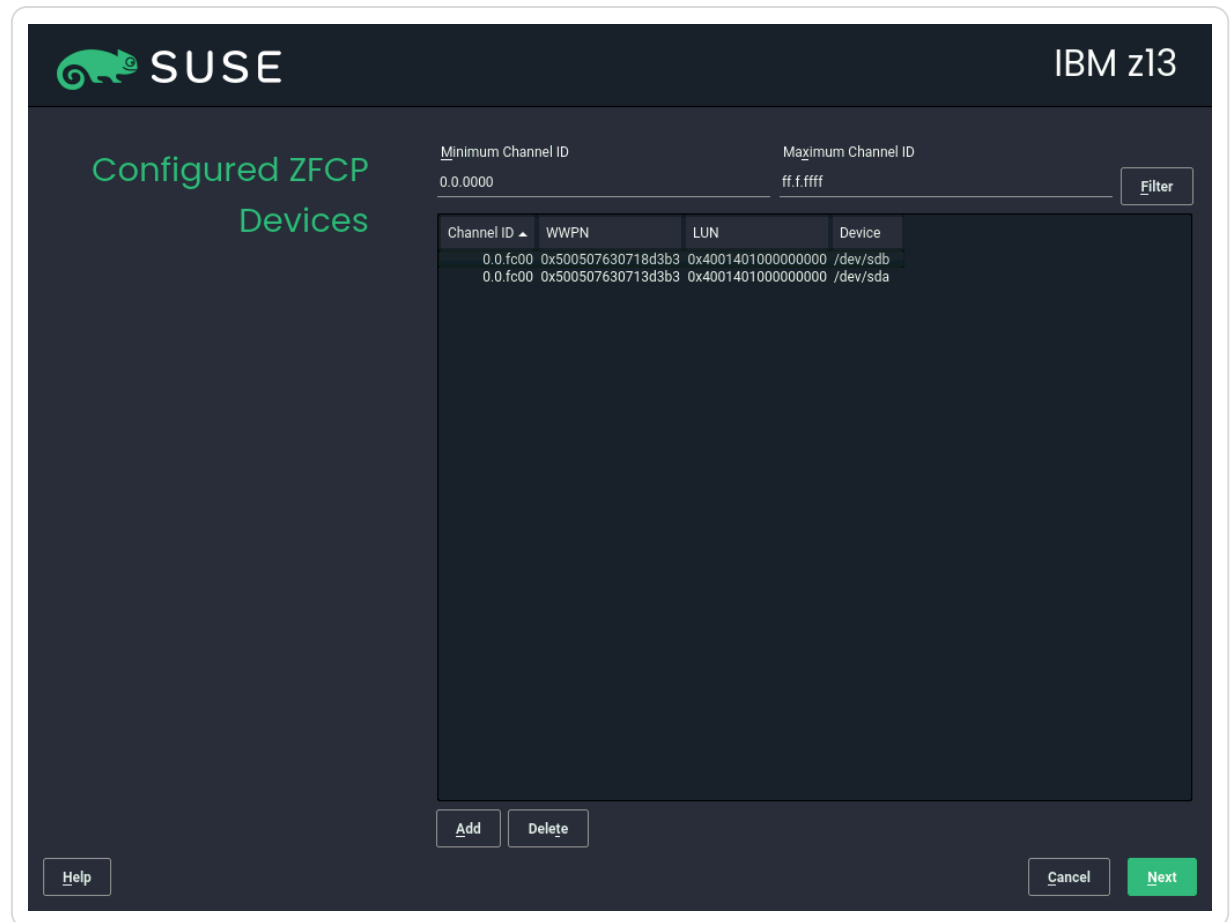 SUSE
IBM z13
Configured ZFCP
Devices
Minimum Channel ID
Maximum Channel ID
0.0.0000
ff.f.ffff
Filter
Channel ID WWPN LUN Device
0.0.fc00 0x500507630718d3b3 0x4001401000000000 /dev/sdb
0.0.fc00 0x500507630713d3b3 0x4001401000000000 /dev/sda
Add Delete
Help
Cancel Next